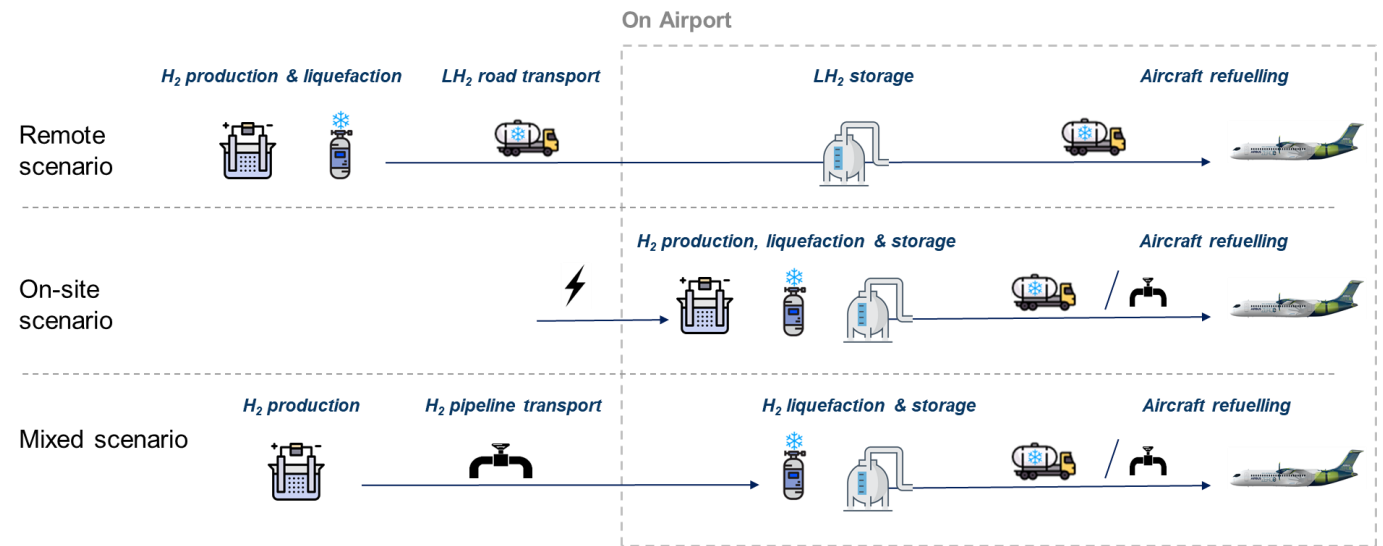 On Airport
H₂ production & liquefaction
LH₂ road transport
LH₂ storage
Aircraft refuelling
Remote
scenario
H₂ production, liquefaction & storage
Aircraft refuelling
On-site
scenario
H₂ production
H₂ pipeline transport
H₂ liquefaction & storage
Aircraft refuelling
Mixed scenario